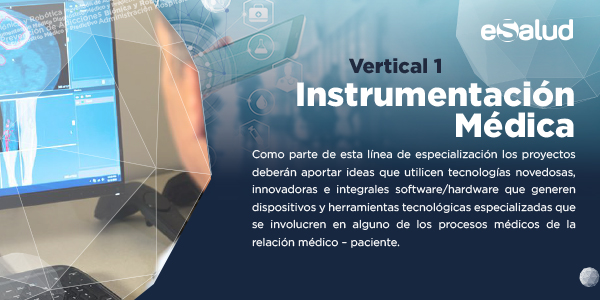 eSalud
Vertical 1
Instrumentación
Médica
Como parte de esta línea de especialización los proyectos
deberán aportar ideas que utilicen tecnologías novedosas,
innovadoras e integrales software/hardware que generen
dispositivos y herramientas tecnológicas especializadas que
se involucren en alguno de los procesos médicos de la
relación médico – paciente.